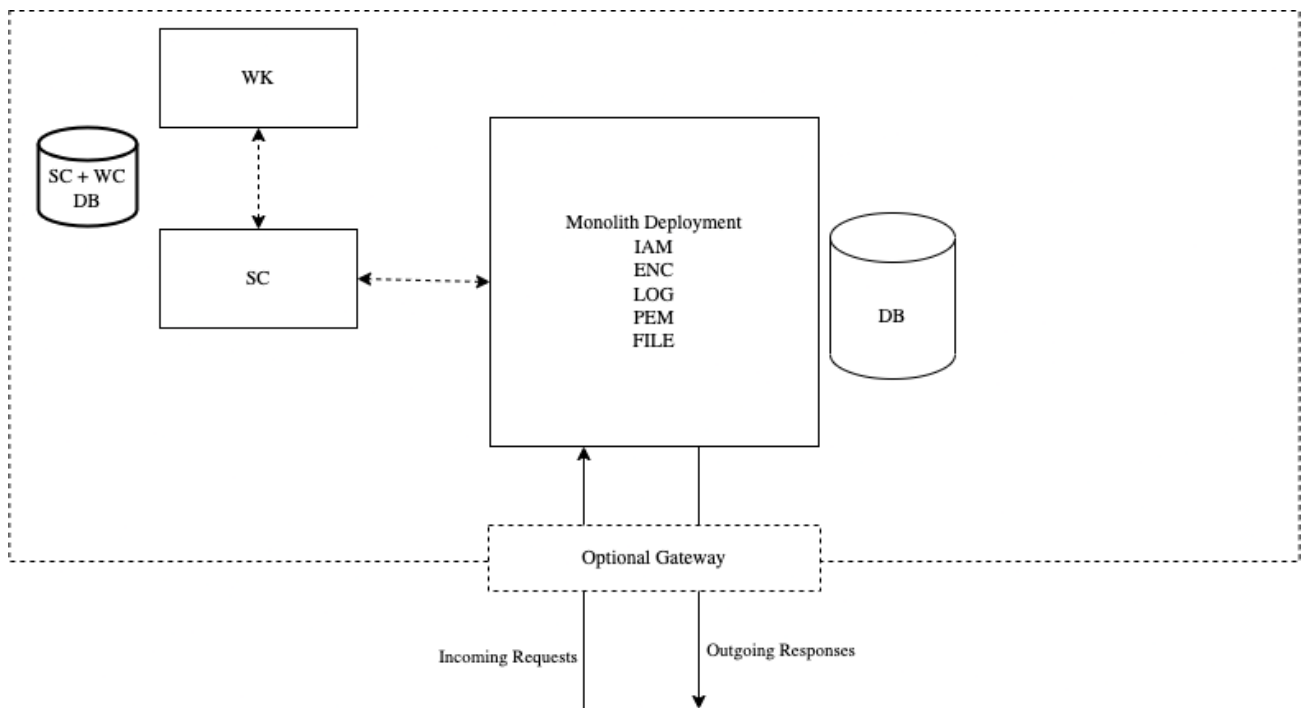 WK
SC + WC
DB
SC
Monolith Deployment
IAM
ENC
LOG
PEM
FILE
DB
Optional Gateway
Incoming Requests
Outgoing Responses